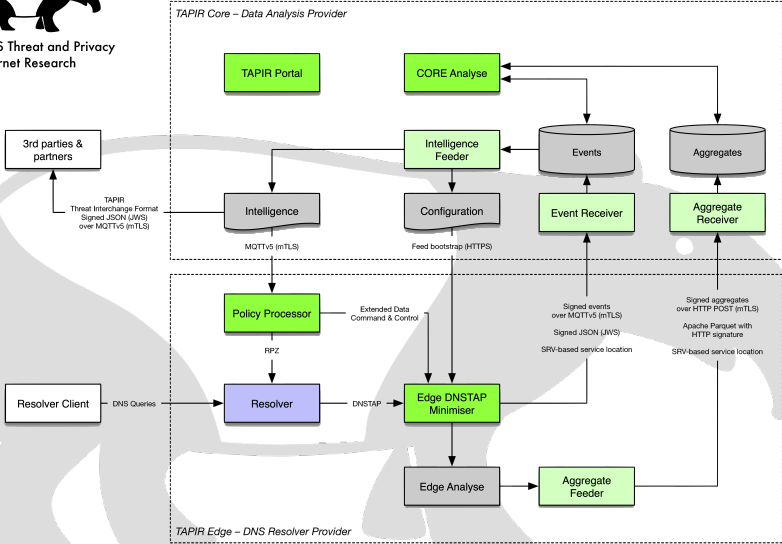 TAPIR Core – Data Analysis Provider
S Threat and Privacy
rnet Research
TAPIR Portal
CORE Analyse
3rd parties &
partners
Intelligence
Feeder
Events
Aggregates
TAPIR
Threat Interchange Format
Signed JSON (JWS)
over MQTTv5 (mTLS)
Intelligence
Configuration
Event Receiver
Aggregate
Receiver
MQTTv5 (mTLS)
Feed bootstrap (HTTPS)
Policy Processor
Extended Data
Command & Control
Signed events
over MQTTv5 (mTLS)
Signed JSON (JWS)
SRV-based service location
Signed aggregates
over HTTP POST (mTLS)
Apache Parquet with
HTTP signature
SRV-based service location
RPZ
Resolver Client
DNS Queries
Resolver
DNSTAP
Edge DNSTAP
Minimiser
Edge Analyse
Aggregate
Feeder
TAPIR Edge – DNS Resolver Provider